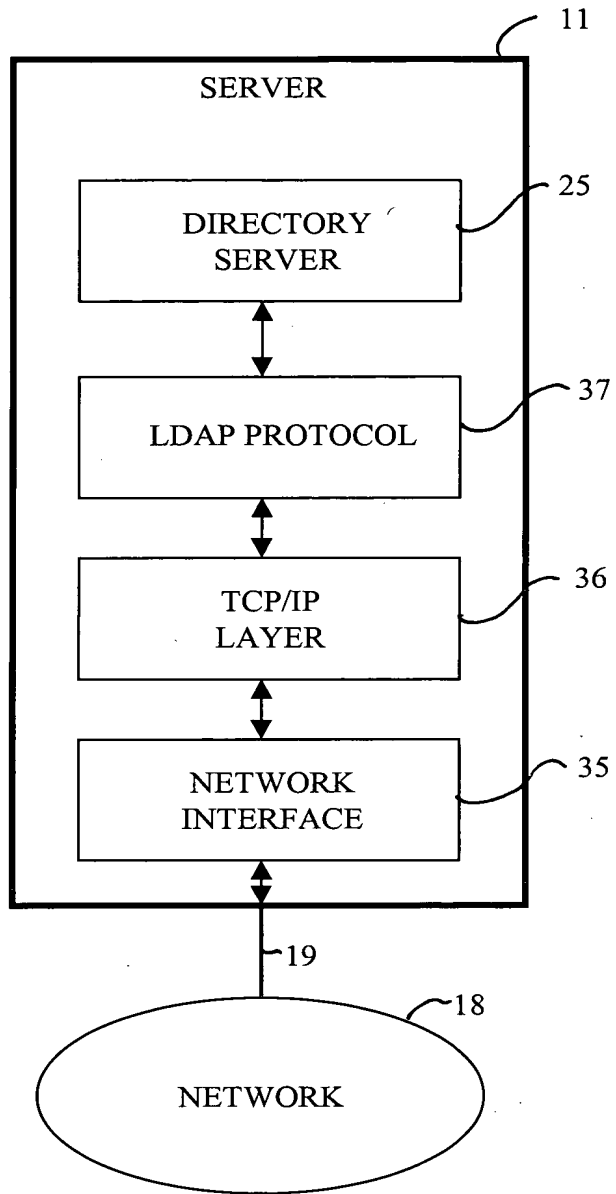 11
SERVER
25
DIRECTORY
SERVER
37
LDAP PROTOCOL
36
TCP/IP
LAYER
35
NETWORK
INTERFACE
19
18
NETWORK